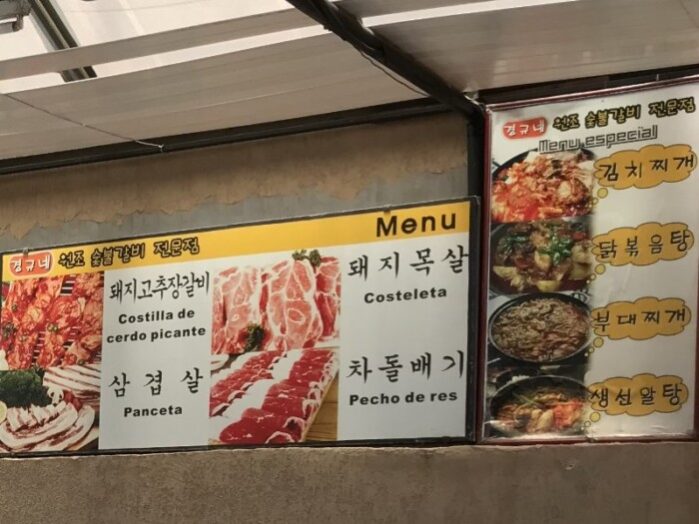 경규네 원조 숯불갈비 전문점
Menu
돼지고추장갈비
Costilla de
cerdo picante
돼지목살
Costeleta
삼겹살
Panceta
차돌배기
Pecho de res
경규네 원조 숯불갈비 전문점
Menu especial
김치찌개
닭볶음탕
부대찌개
생선알탕